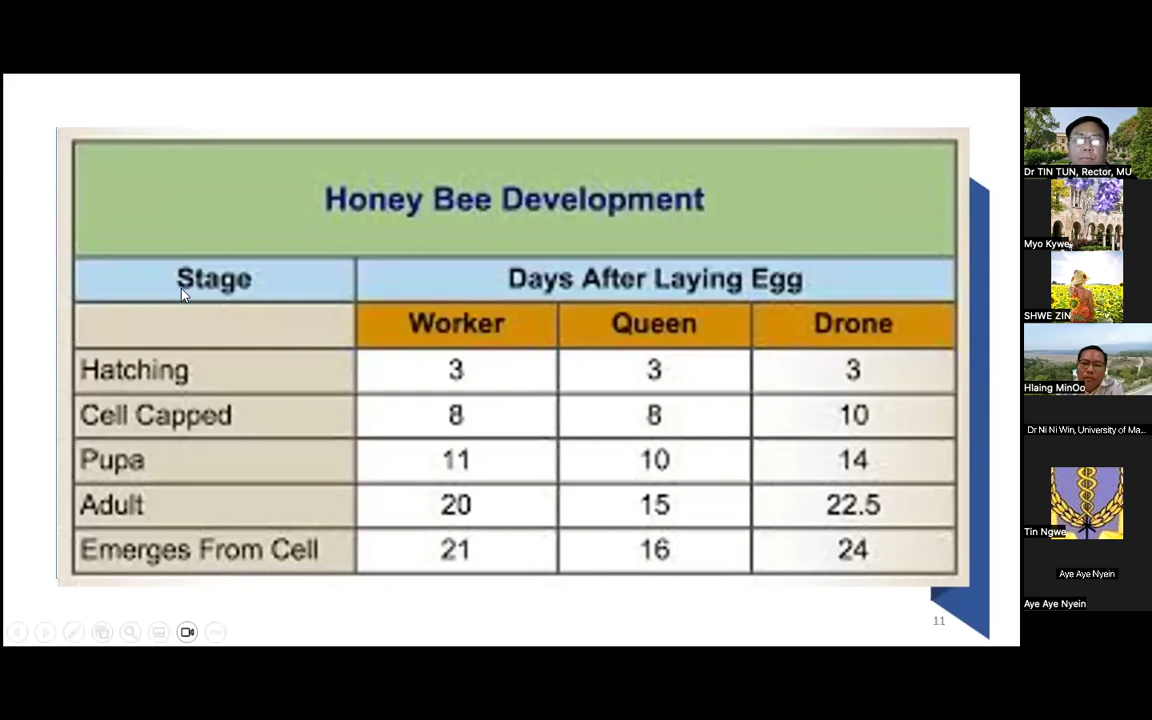 Honey Bee Development
Stage Days After Laying Egg
Worker Queen Drone
Hatching 3 3 3
Cell Capped 8 8 10
Pupa 11 10 14
Adult 20 15 22.5
Emerges From Cell 21 16 24
11
Dr TIN TUN, Rector, MU
Myo Kywe
SHWE ZIN
Hlaing MinOo
Dr Ni Ni Win, University of Ma...
Tin Ngwe
Aye Aye Nyein
Aye Aye Nyein